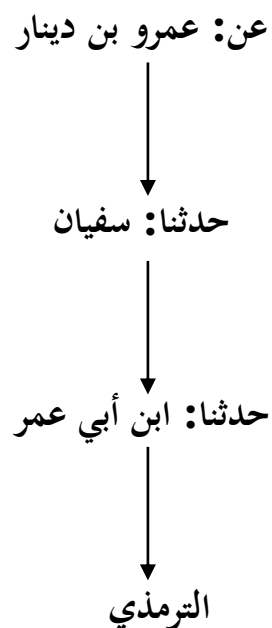 عن: عمرو بن دينار
حدثنا: سفيان
حدثنا: ابن أبي عمر
الترمذي